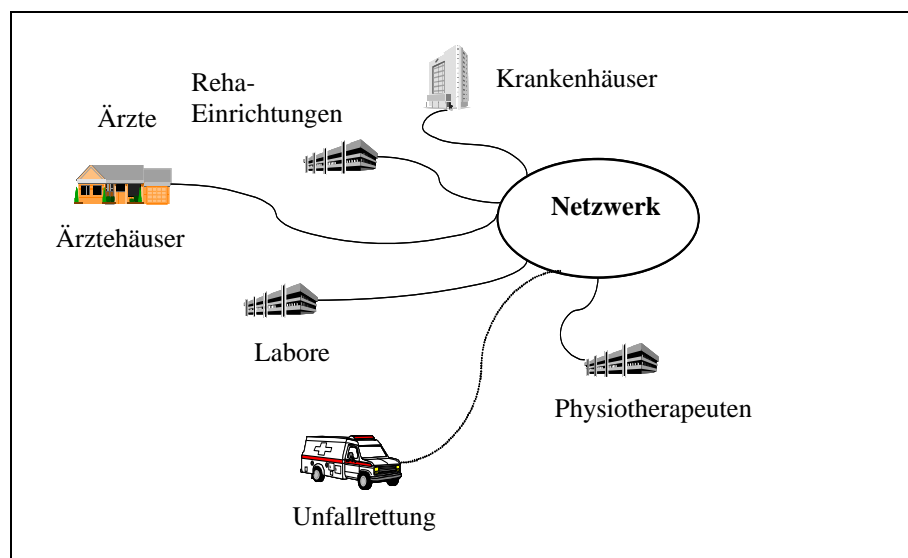 Reha-
Einrichtungen
Krankenhäuser
Ärzte
Netzwerk
Ärztehäuser
Labore
Physiotherapeuten
Unfallrettung